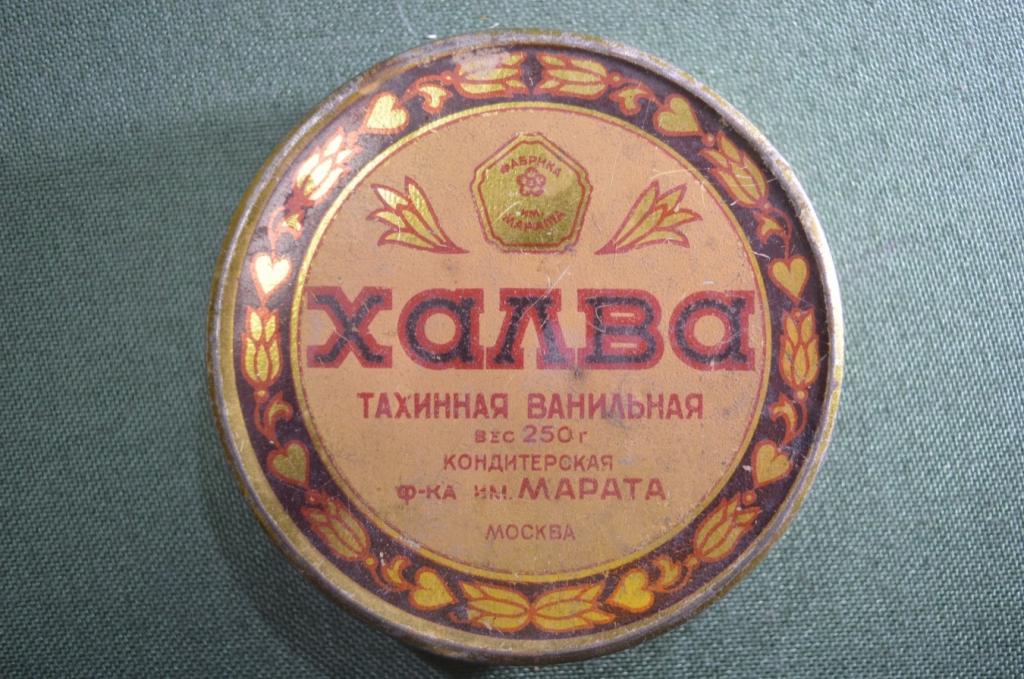 ФАБРИКА
ИМ.
МАРАТА
ХАЛВА
ТАХИННАЯ ВАНИЛЬНАЯ
ВЕС 250 г
КОНДИТЕРСКАЯ
Ф-КА ИМ. МАРАТА
МОСКВА